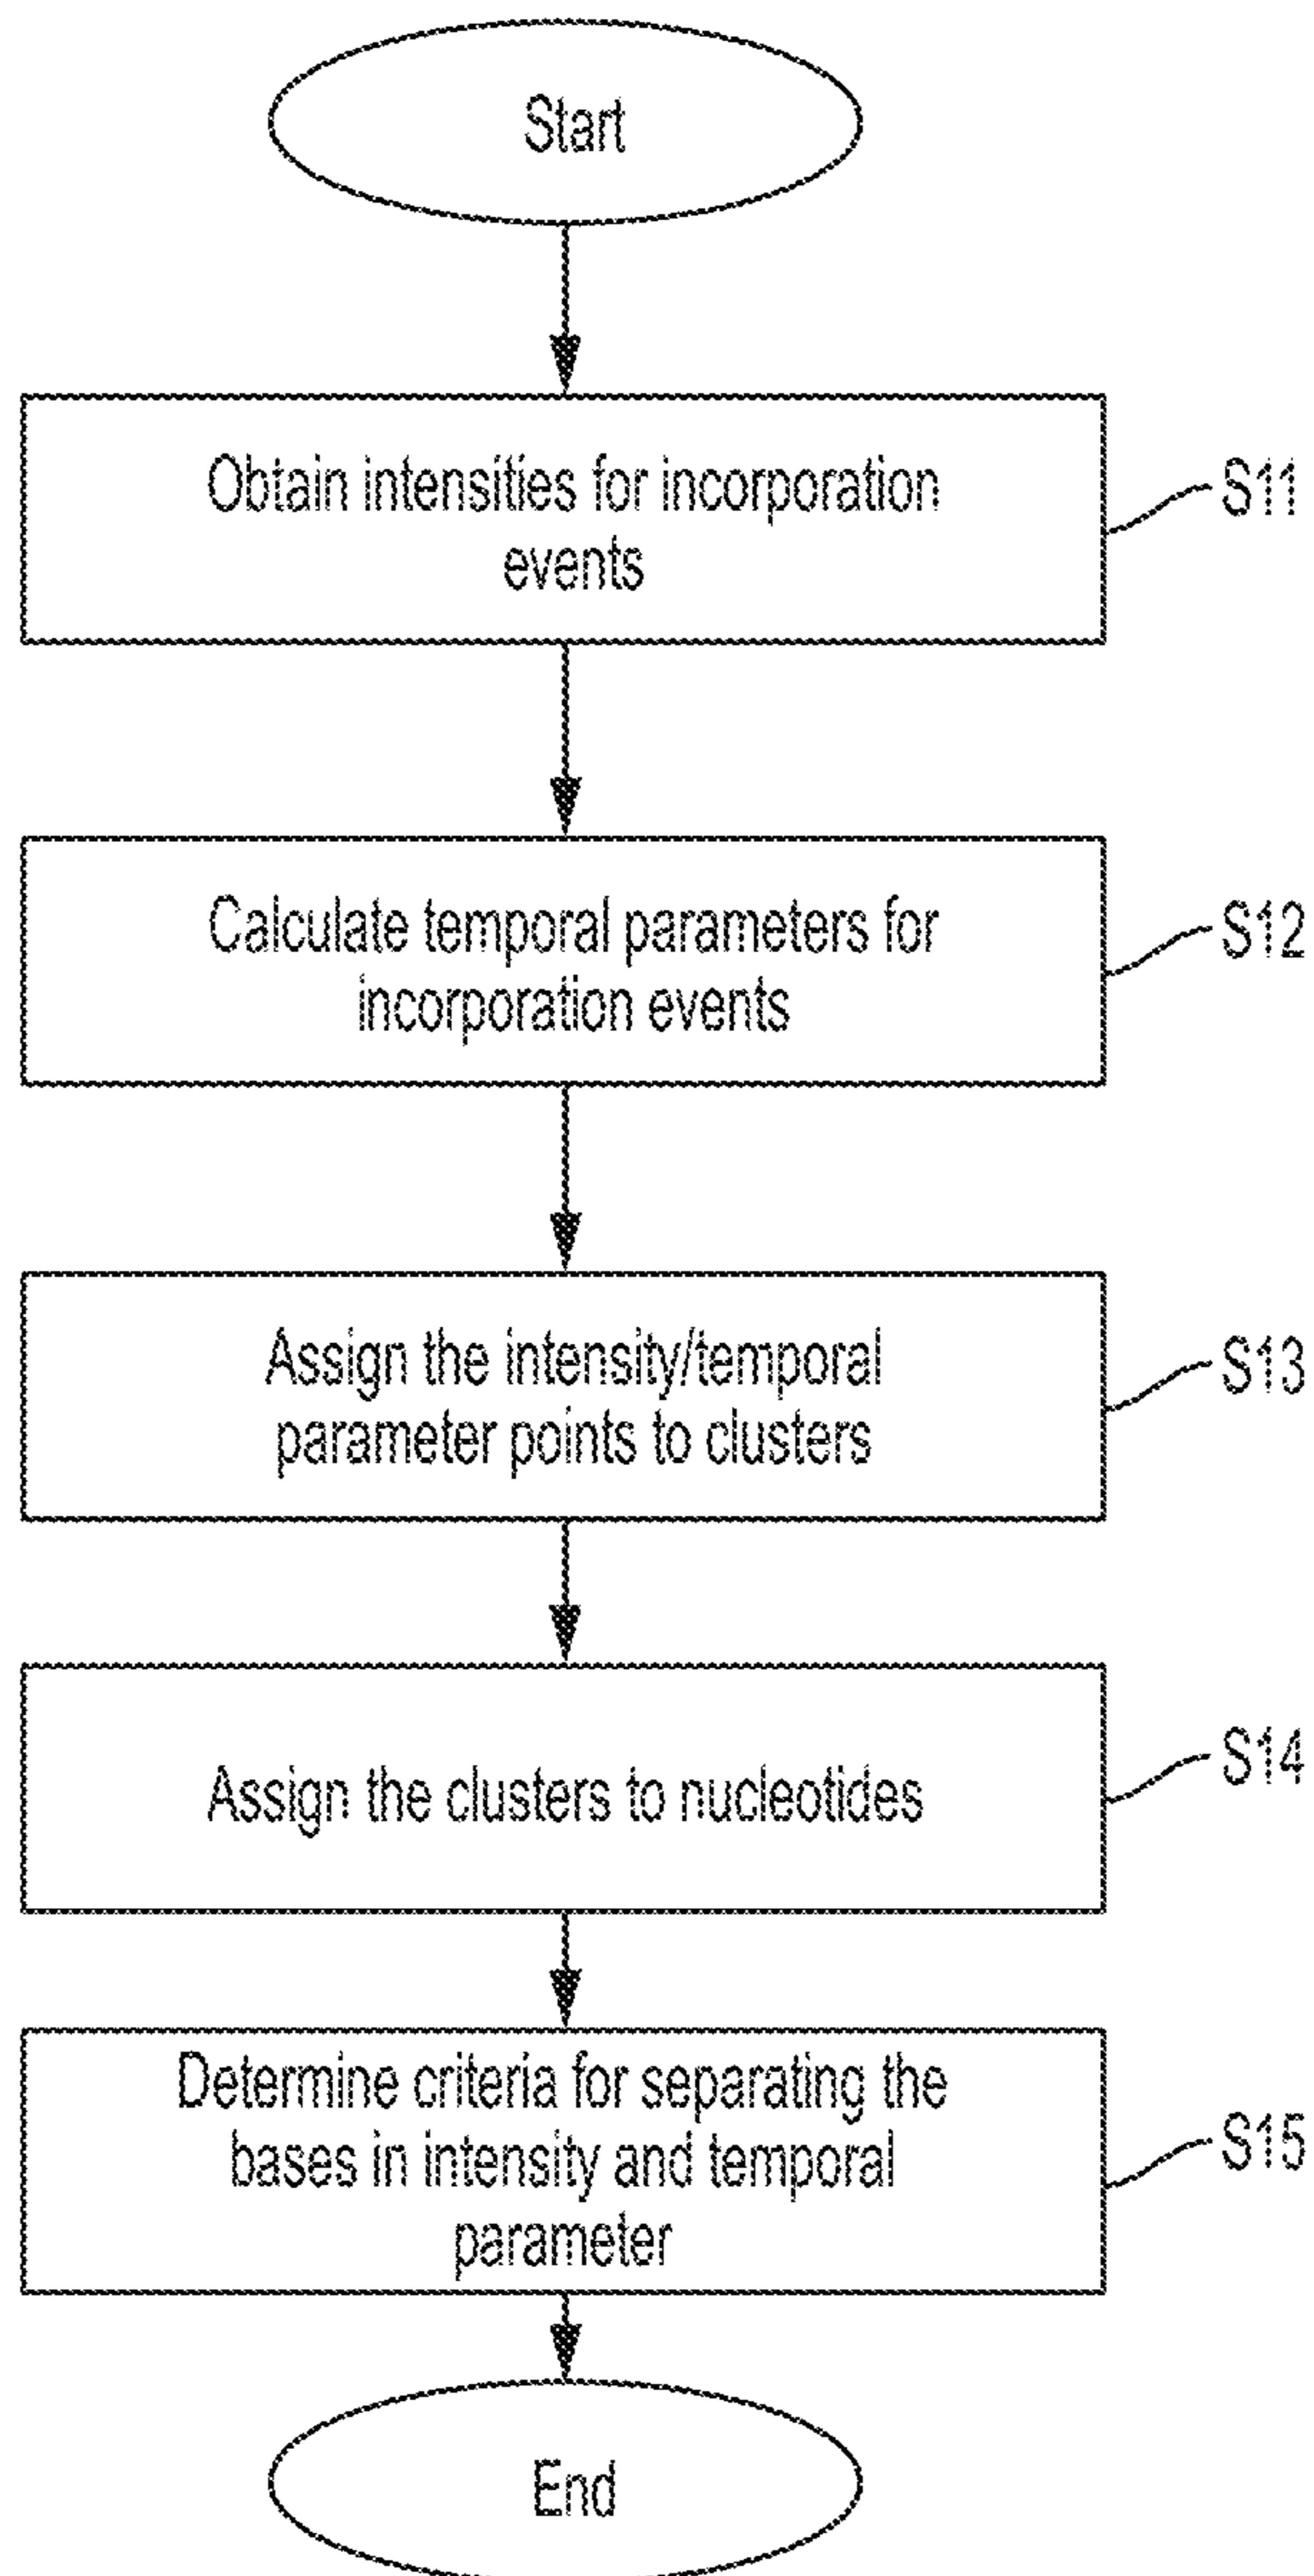 Start
Obtain intensities for incorporation
events
S11
Calculate temporal parameters for
incorporation events
S12
Assign the intensity/temporal
parameter points to clusters
S13
Assign the clusters to nucleotides
S14
Determine criteria for separating the
bases in intensity and temporal
parameter
S15
End